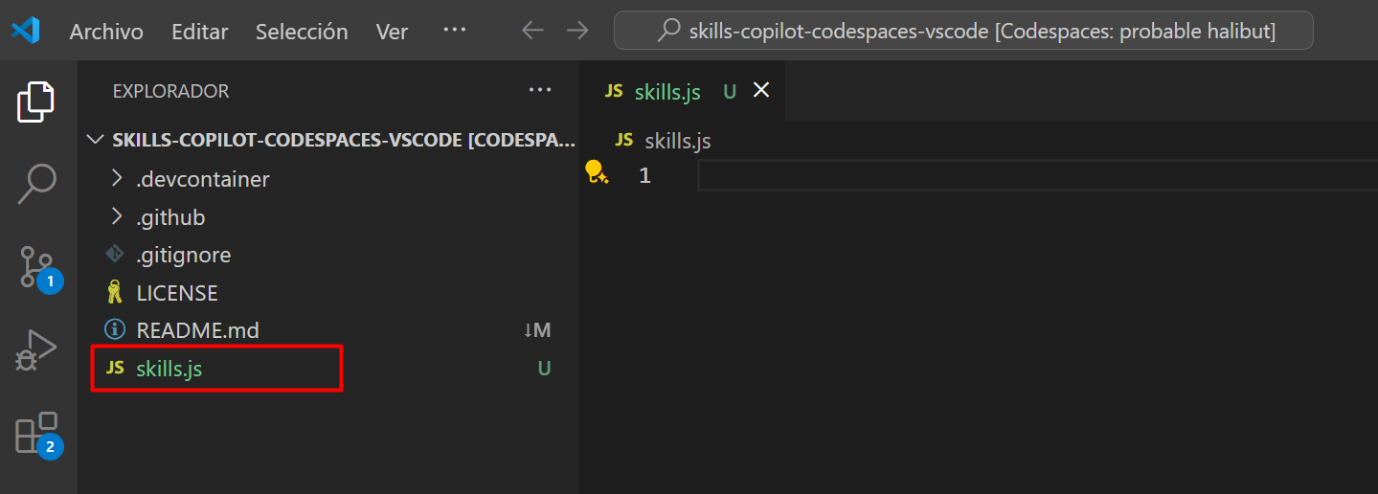 Archivo Editar Selección Ver ··· skills-copilot-codespaces-vscode [Codespaces: probable halibut]
EXPLORADOR ···
SKILLS-COPILOT-CODESPACES-VSCODE [CODESPA...
.devcontainer
.github
.gitignore
LICENSE
README.md ↓M
JS skills.js U
JS skills.js U
JS skills.js
1
1
2